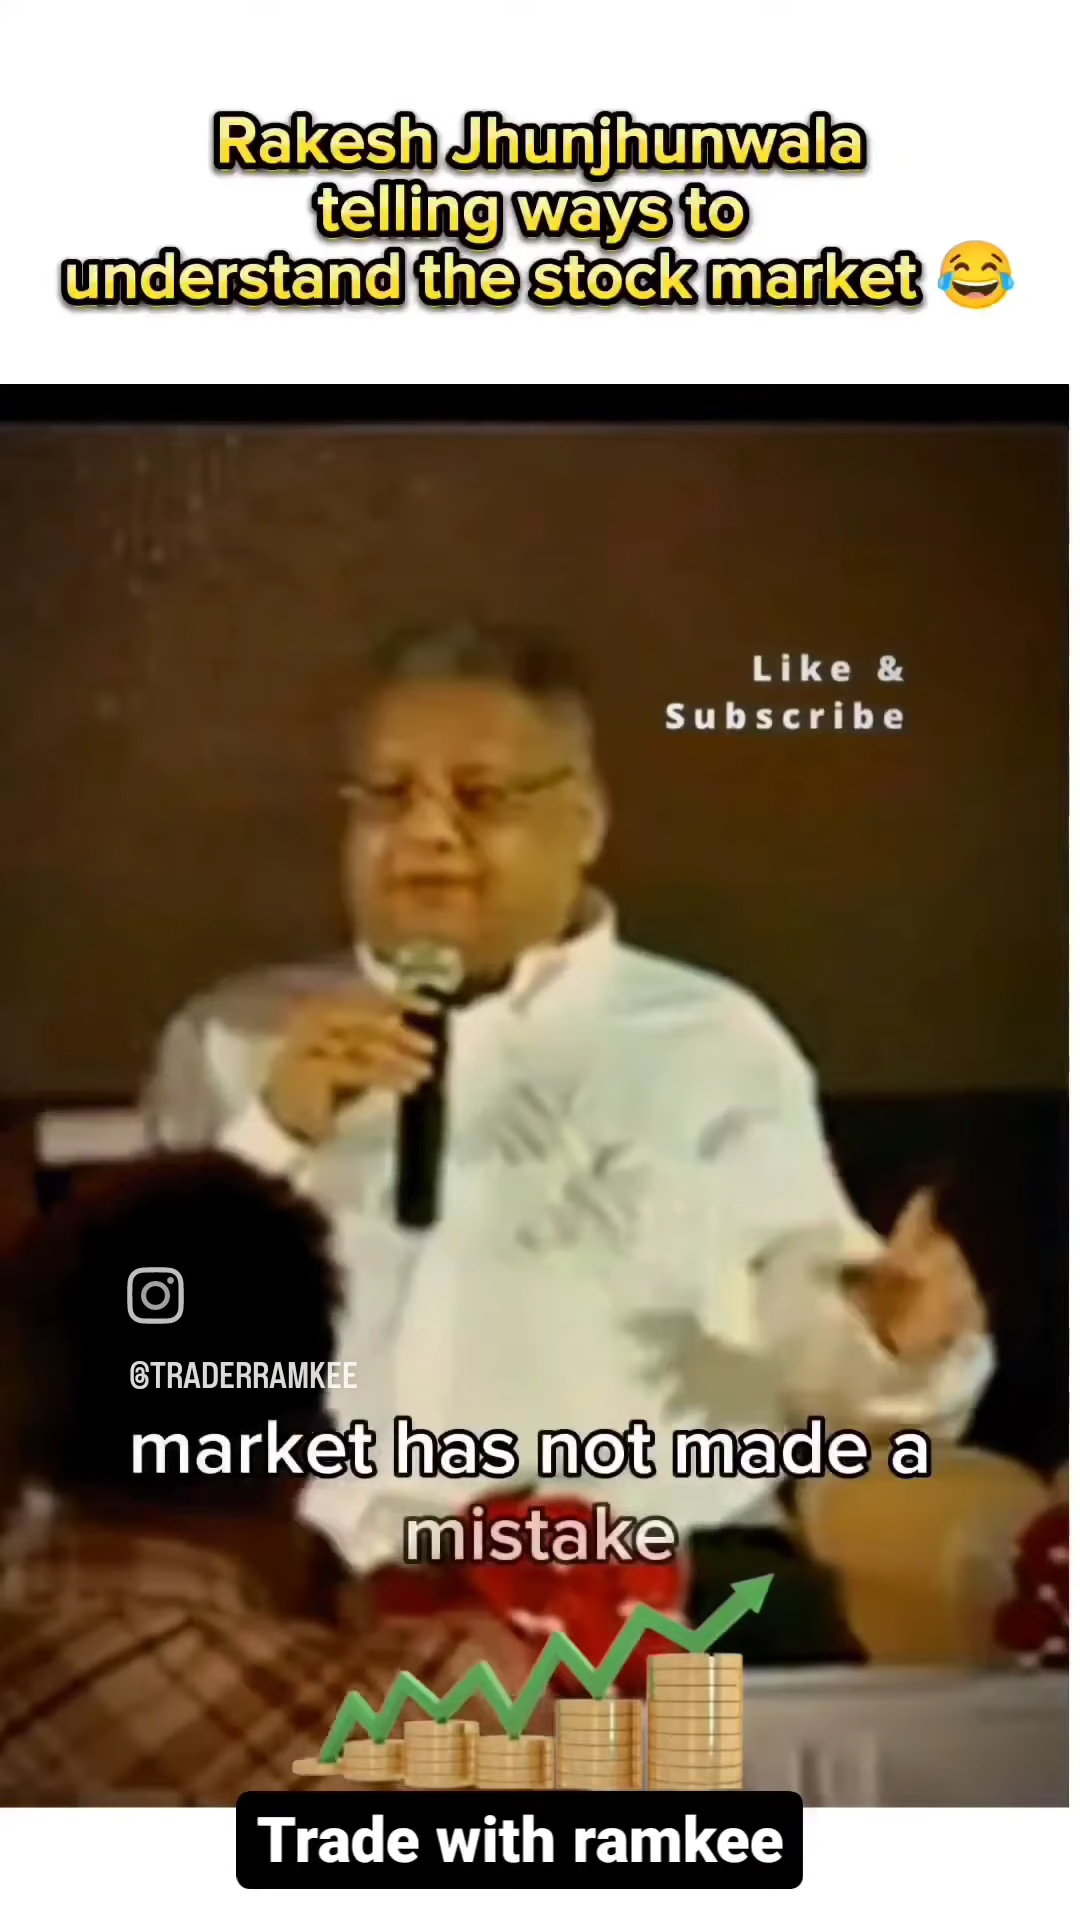 Rakesh Jhunjhunwala
telling ways to
understand the stock market 😂
Like &
Subscribe
@TRADERRAMKEE
market has not made a
mistake
Trade with ramkee